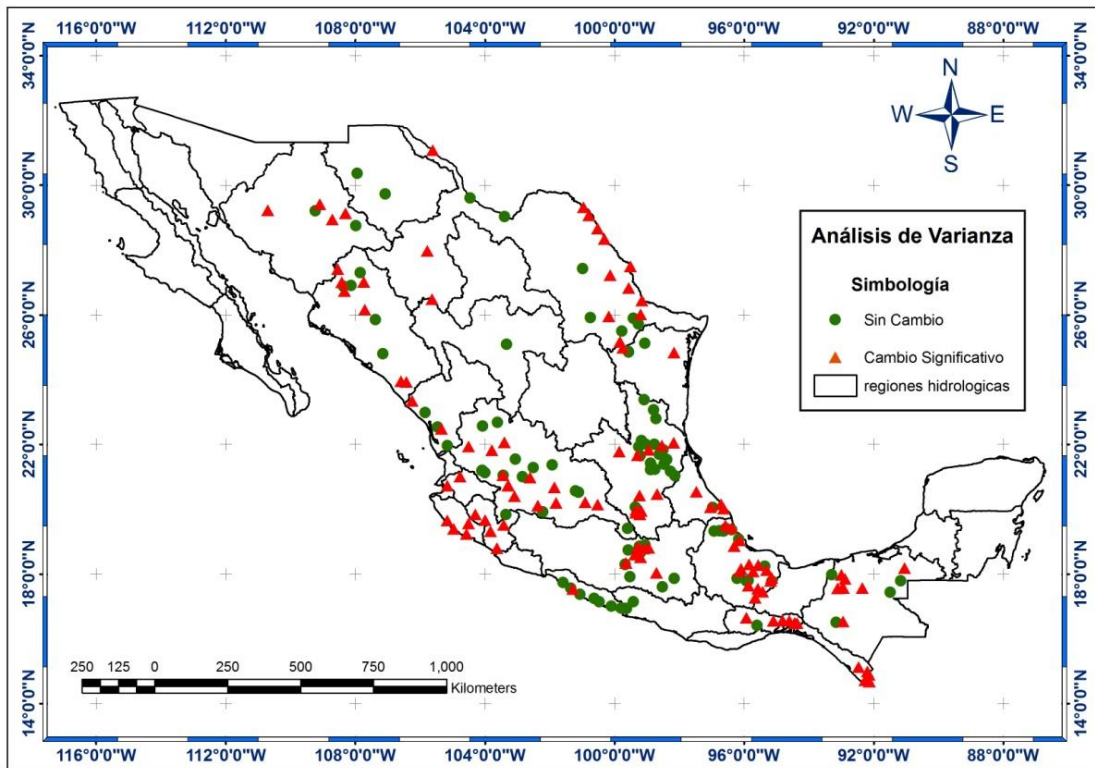 116°0'0"W 112°0'0"W 108°0'0"W 104°0'0"W 100°0'0"W 96°0'0"W 92°0'0"W 88°0'0"W
34°0'0"N 34°0'0"N
N
W E
S
30°0'0"N 30°0'0"N
Análisis de Varianza
Simbología
Sin Cambio
Cambio Significativo
regiones hidrologicas
26°0'0"N 26°0'0"N
22°0'0"N 22°0'0"N
18°0'0"N 18°0'0"N
250 125 0 250 500 750 1,000
Kilometers
14°0'0"N 14°0'0"N
116°0'0"W 112°0'0"W 108°0'0"W 104°0'0"W 100°0'0"W 96°0'0"W 92°0'0"W 88°0'0"W